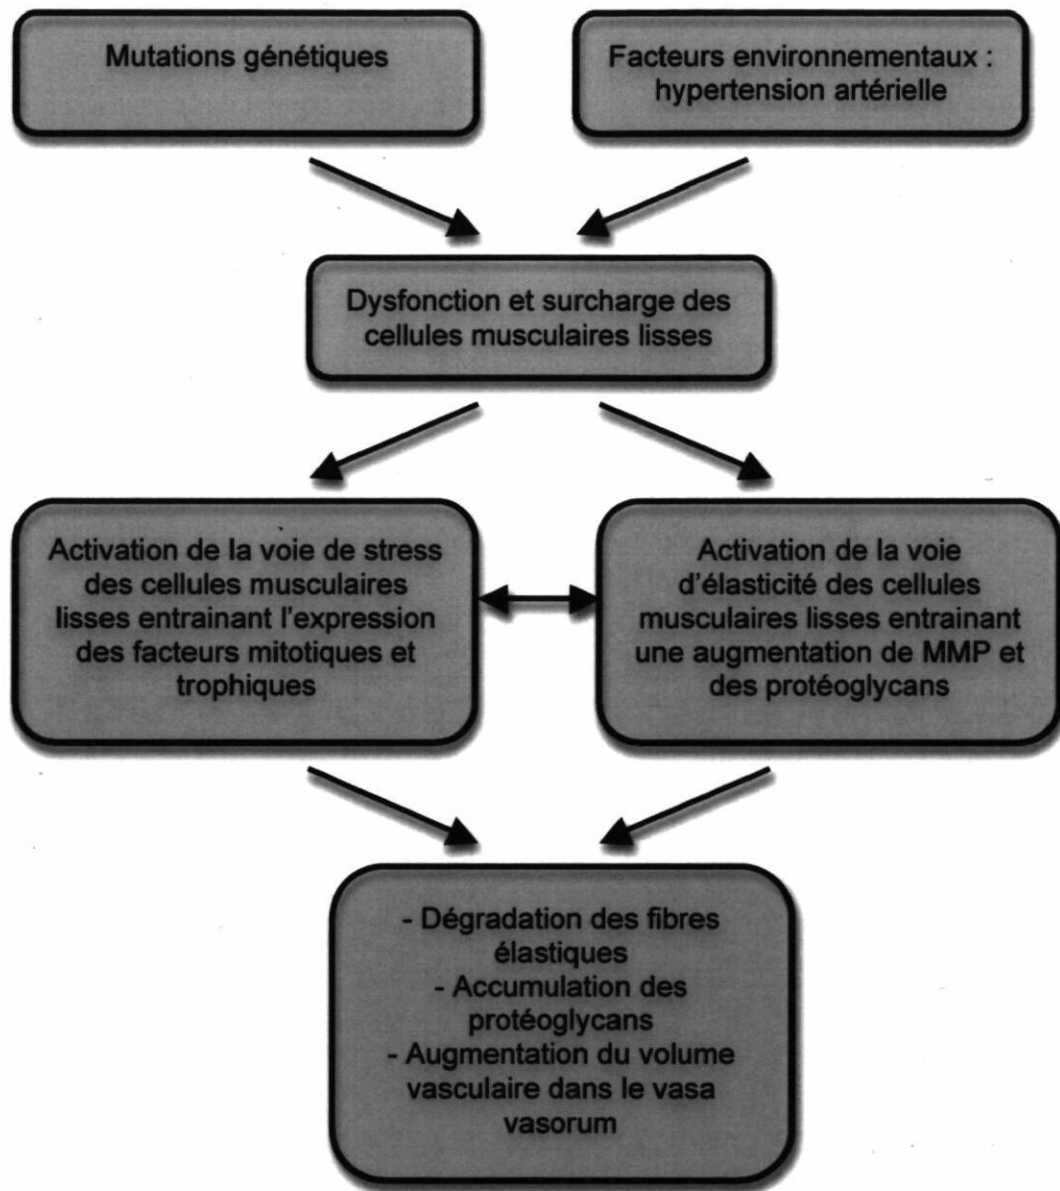 Mutations génétiques
Facteurs environnementaux :
hypertension artérielle
Dysfonction et surcharge des
cellules musculaires lisses
Activation de la voie de stress
des cellules musculaires
lisses entrainant l'expression
des facteurs mitotiques et
trophiques
Activation de la voie
d'élasticité des cellules
musculaires lisses entrainant
une augmentation de MMP et
des protéoglycans
- Dégradation des fibres
élastiques
- Accumulation des
protéoglycans
- Augmentation du volume
vasculaire dans le vasa
vasorum